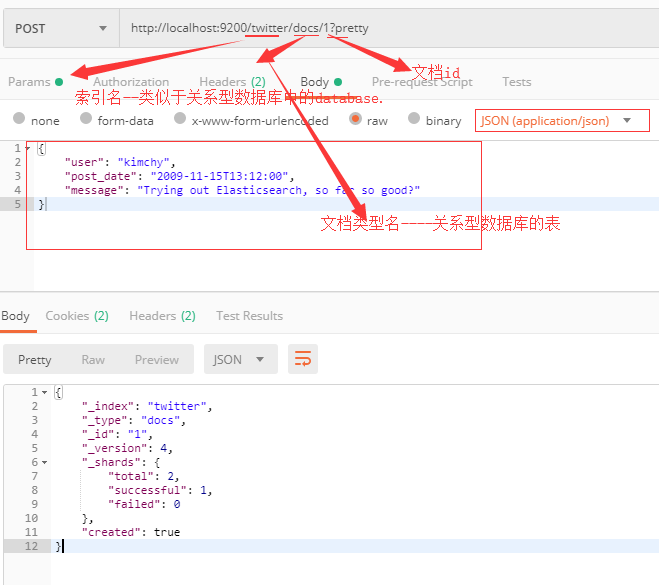 POST
http://localhost:9200/twitter/docs/1?pretty
Params Authorization Headers (2) Body Pre-request Script Tests
文档id
索引名--类似于关系型数据库中的database.
none form-data x-www-form-urlencoded raw binary JSON (application/json)
1 {
2 "user": "kimchy",
3 "post_date": "2009-11-15T13:12:00",
4 "message": "Trying out Elasticsearch, so far so good?"
5 }
文档类型名----关系型数据库的表
Body Cookies (2) Headers (2) Test Results
Pretty Raw Preview JSON
1 {
2 "_index": "twitter",
3 "_type": "docs",
4 "_id": "1",
5 "_version": 4,
6 "_shards": {
7 "total": 2,
8 "successful": 1,
9 "failed": 0
10 },
11 "created": true
12 }